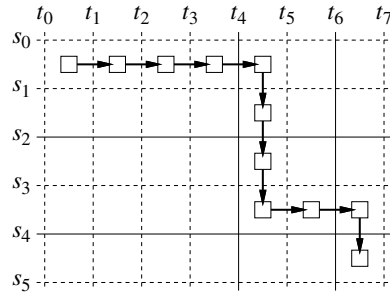 t₀ t₁ t₂ t₃ t₄ t₅ t₆ t₇
s₀
s₁
s₂
s₃
s₄
s₅